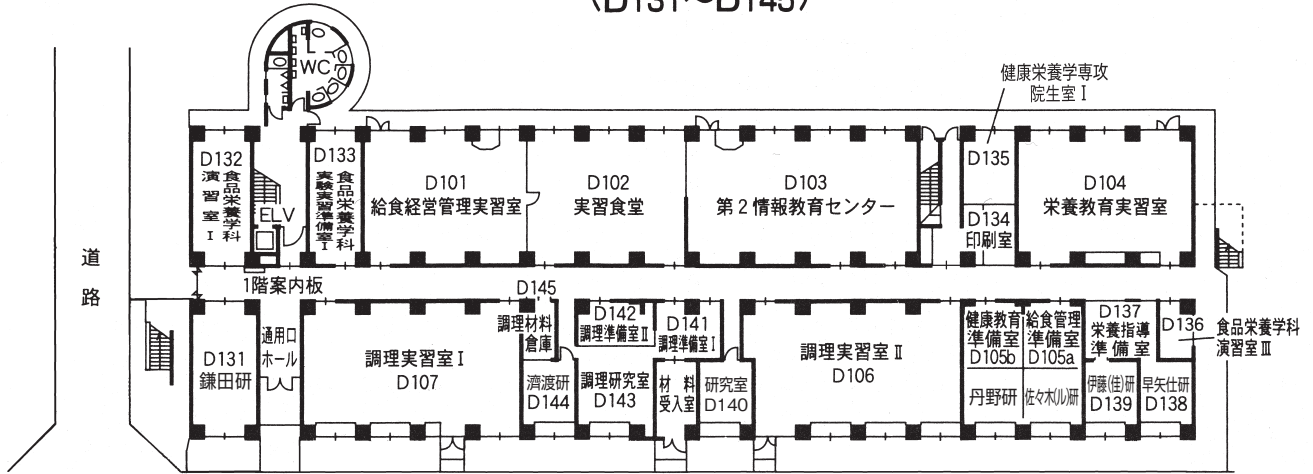 (D131～D145)
WC
健康栄養学専攻
院生室Ⅰ
D132
食品栄養学科
演習室Ⅰ
ELV
D133
食品栄養学科
実験実習準備室Ⅰ
D101
給食経営管理実習室
D102
実習食堂
D103
第2情報教育センター
D135
D134
印刷室
D104
栄養教育実習室
道路
1階案内板
D131
鎌田研
通用口
ホール
調理実習室Ⅰ
D107
D145
調理材料
倉庫
D142
調理準備室Ⅱ
D141
調理準備室Ⅰ
濟渡研
D144
調理研究室
D143
材料
受入室
研究室
D140
調理実習室Ⅱ
D106
健康教育
準備室
D105b
給食管理
準備室
D105a
丹野研
佐々木(ル)研
D137
栄養指導
準備室
D136
食品栄養学科
演習室Ⅲ
伊藤(佳)研
D139
早矢仕研
D138